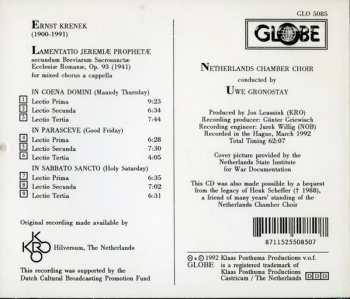 GLO 5085
ERNST KRENEK
(1900-1991)
LAMENTATIO JEREMIÆ PROPHETÆ
secundum Breviarum Sacrosanctæ
Ecclesiæ Romanæ, Op. 93 (1941)
for mixed chorus a cappella
IN COENA DOMINI (Maundy Thursday)
1 Lectio Prima 9:23
2 Lectio Secunda 6:34
3 Lectio Tertia 7:44
IN PARASCEVE (Good Friday)
4 Lectio Prima 6:28
5 Lectio Secunda 7:30
6 Lectio Tertia 4:05
IN SABBATO SANCTO (Holy Saturday)
7 Lectio Prima 6:35
8 Lectio Secunda 7:02
9 Lectio Tertia 6:31
Original recording made available by
KRO
Hilversum, The Netherlands
This recording was supported by the
Dutch Cultural Broadcasting Promotion Fund
GLOBE
NETHERLANDS CHAMBER CHOIR
conducted by
UWE GRONOSTAY
Produced by Jos Leussink (KRO)
Recording producer: Günter Griewisch
Recording engineer: Jurek Willig (NOB)
Recorded in the Hague, March 1992
Total Timing 62:07
Cover picture provided by the
Netherlands State Institute
for War Documentation
This CD was also made possible by a bequest
from the legacy of Henk Scheffer († 1988),
a friend of many years' standing of the
Netherlands Chamber Choir
8711525508507
℗ © 1992 Klaas Posthuma Productions v.o.f.
GLOBE is a registered trademark of
Klaas Posthuma Productions
Castricum / The Netherlands
DDD